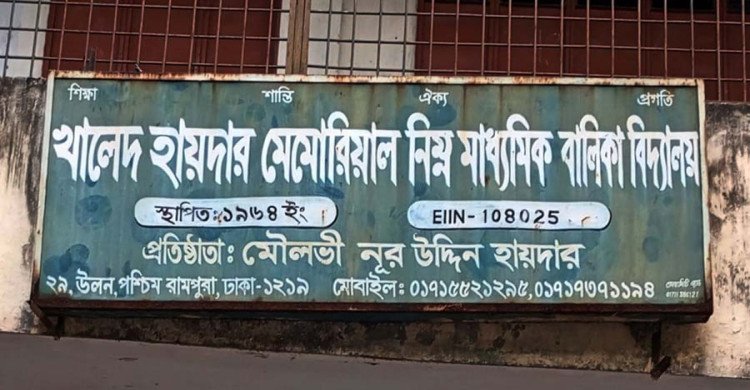 শিক্ষা শান্তি ঐক্য প্রগতি
খালেদ হায়দার মেমোরিয়াল নিম্ন মাধ্যমিক বালিকা বিদ্যালয়
স্থাপিত:১৯৬৪ ইং EIIN-108025
প্রতিষ্ঠাতা: মৌলভী নূর উদ্দিন হায়দার
২৯, উলন, পশ্চিম রামপুরা, ঢাকা-১২১৯ মোবাইল: ০১৭১৫৫২১২৯৫,০১৭১৭৩৭১১৯৪